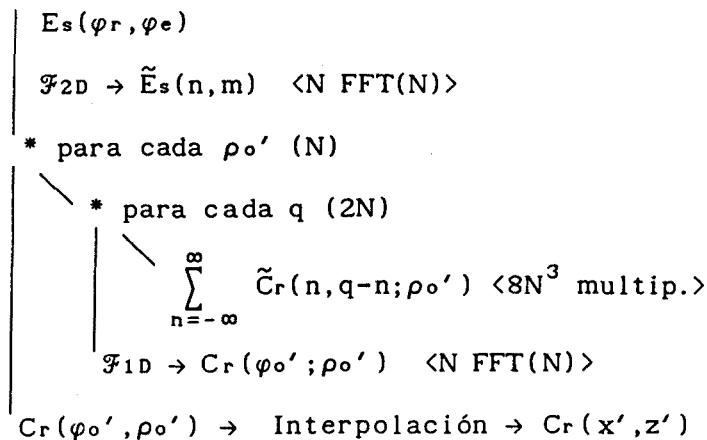 Es(φr,φe)
ℱ2D → Ẽs(n,m) <N FFT(N)>
* para cada ρo′ (N)
* para cada q (2N)
∞
∑ C̃r(n,q-n;ρo′) <8N³ multip.>
n=-∞
ℱ1D → Cr(φo′;ρo′) <N FFT(N)>
Cr(φo′,ρo′) → Interpolación → Cr(x′,z′)